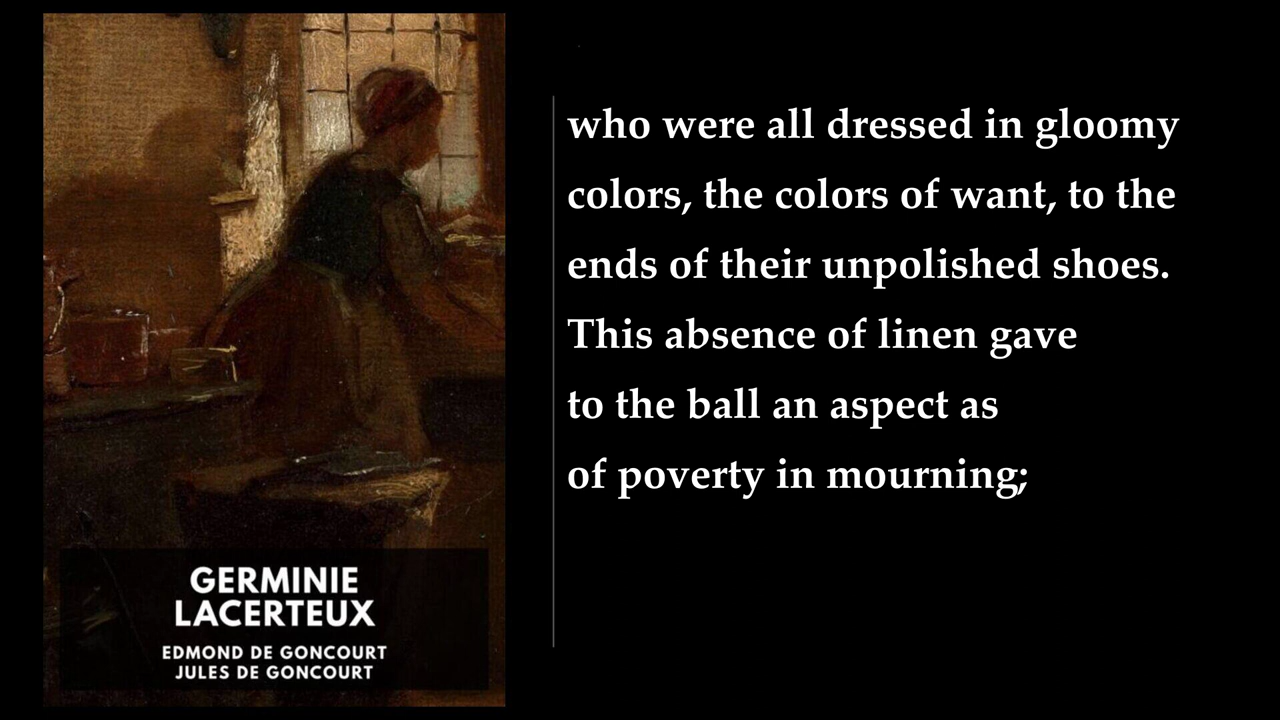 who were all dressed in gloomy
colors, the colors of want, to the
ends of their unpolished shoes.
This absence of linen gave
to the ball an aspect as
of poverty in mourning;
GERMINIE
LACERTEUX
EDMOND DE GONCOURT
JULES DE GONCOURT